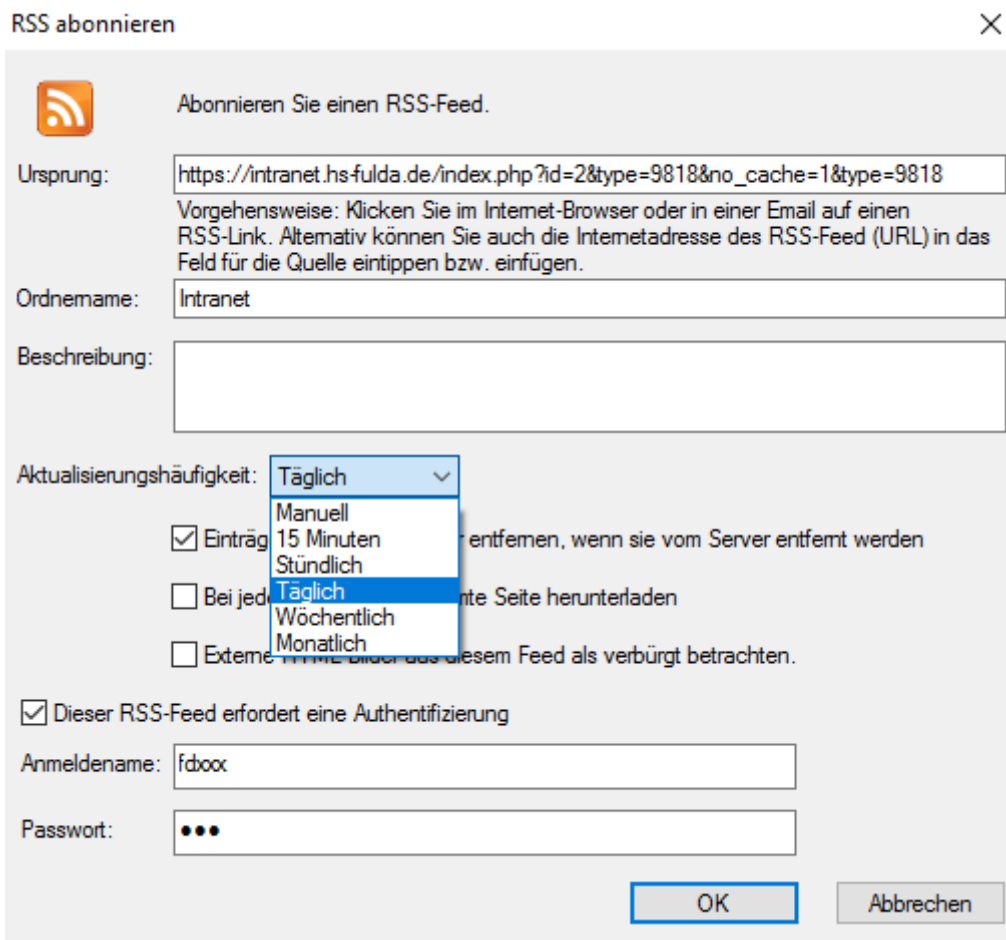 RSS abonnieren
Abonnieren Sie einen RSS-Feed.
Ursprung: https://intranet.hs-fulda.de/index.php?id=2&type=9818&no_cache=1&type=9818
Vorgehensweise: Klicken Sie im Internet-Browser oder in einer Email auf einen
RSS-Link. Alternativ können Sie auch die Internetadresse des RSS-Feed (URL) in das
Feld für die Quelle eintippen bzw. einfügen.
Ordnername: Intranet
Beschreibung:
Aktualisierungshäufigkeit: Täglich
Manuell
15 Minuten
Stündlich
Täglich
Wöchentlich
Monatlich
Einträg entfernen, wenn sie vom Server entfernt werden
Bei jede Seite herunterladen
Externe diesem Feed als verbürgt betrachten.
Dieser RSS-Feed erfordert eine Authentifizierung
Anmeldename: fdxxx
Passwort: •••
OK Abbrechen